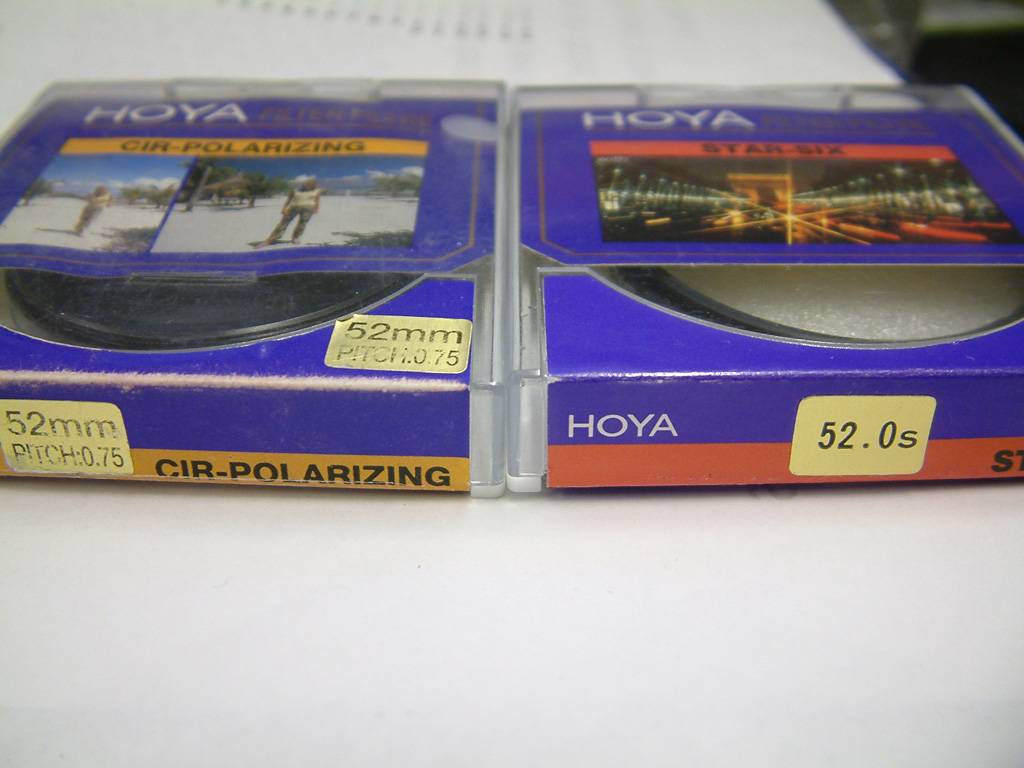 HOYA
CIR-POLARIZING
52mm
PITCH:0.75
52mm
PITCH:0.75
CIR-POLARIZING
HOYA
STAR-SIX
HOYA
52.0s
ST